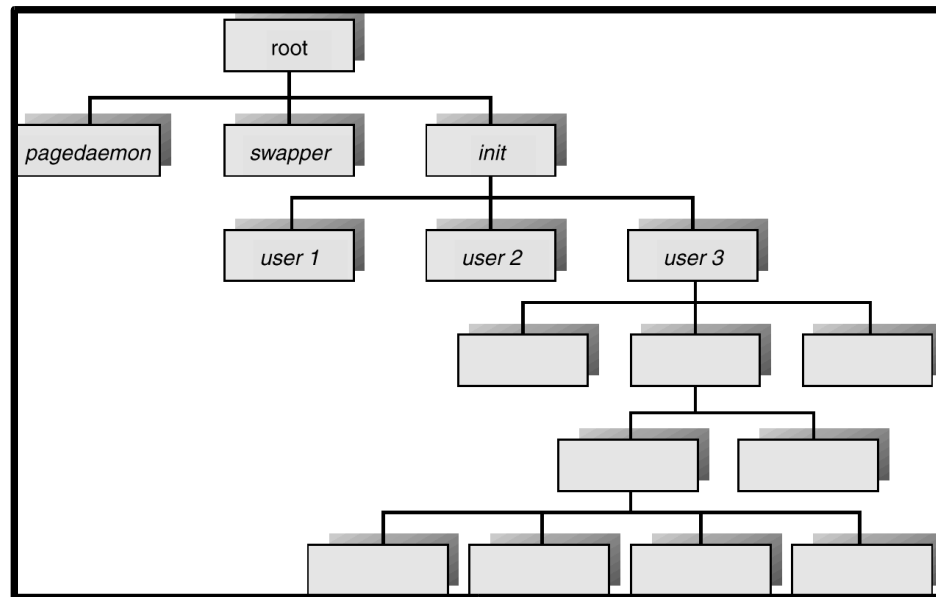 root
pagedaemon
swapper
init
user 1
user 2
user 3